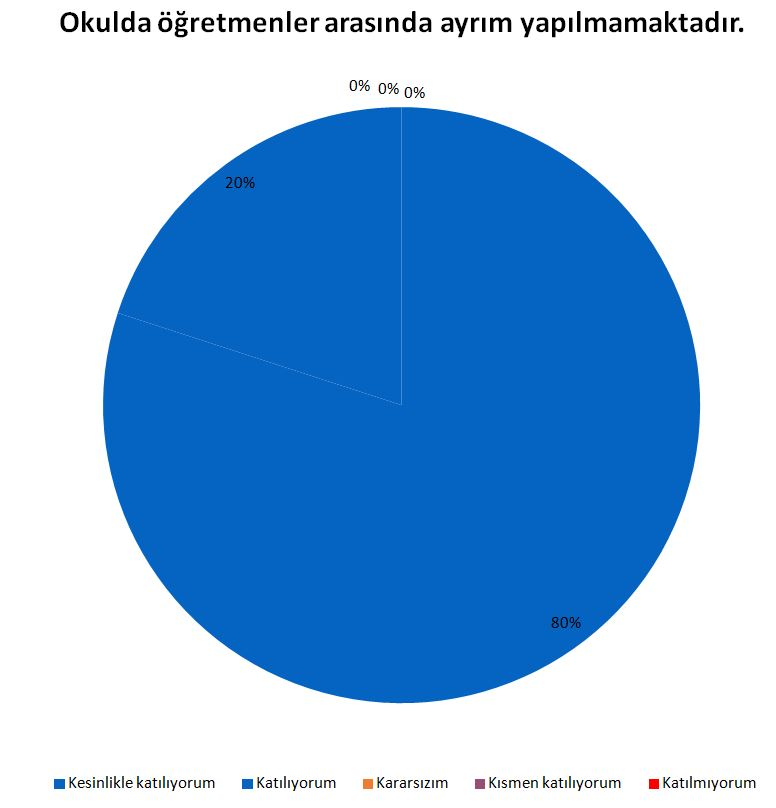 Okulda öğretmenler arasında ayrım yapılmamaktadır.
0% 0% 0%
20%
80%
Kesinlikle katılıyorum Katılıyorum Kararsızım Kısmen katılıyorum Katılmıyorum